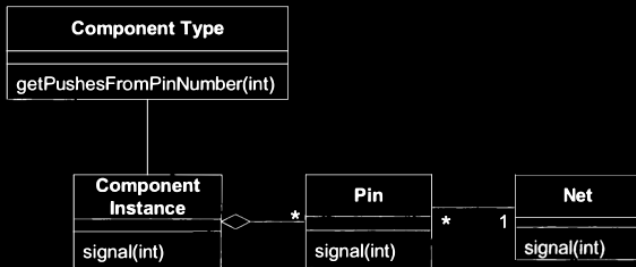 Component Type
getPushesFromPinNumber(int)
Component
Instance
signal(int)
*
Pin
signal(int)
*
1
Net
signal(int)